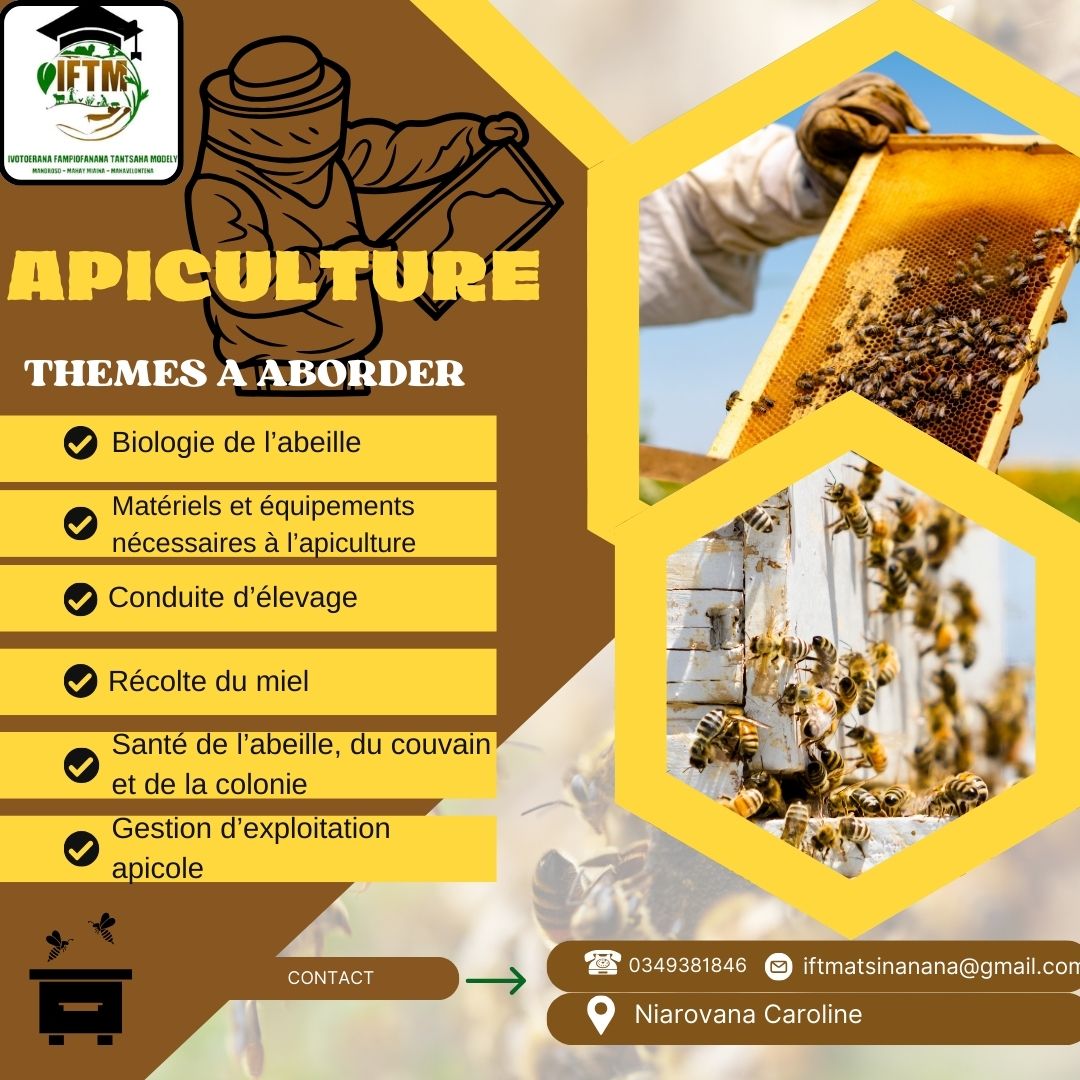 IFTM
IVOTOERANA FAMPIOFANANA TANTSAHA MODELY
MANDROSO - MAHAY MIAINA - MAHAVELONTENA
APICULTURE
THEMES A ABORDER
Biologie de l’abeille
Matériels et équipements
nécessaires à l’apiculture
Conduite d’élevage
Récolte du miel
Santé de l’abeille, du couvain
et de la colonie
Gestion d’exploitation
apicole
CONTACT
0349381846
iftmatsinanana@gmail.com
Niarovana Caroline